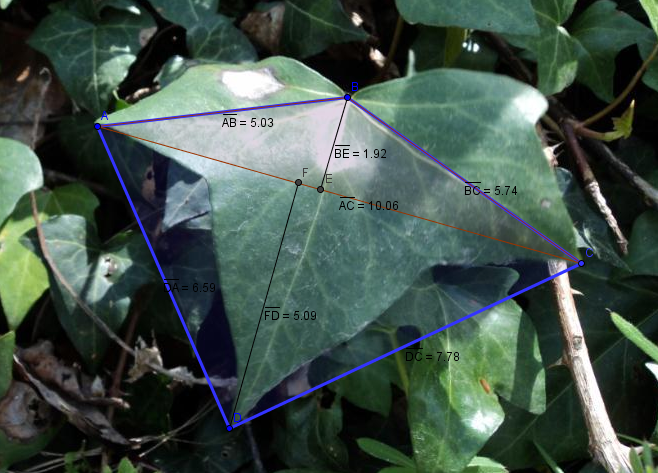 A
B
AB = 5.03
BE = 1.92
F
E
BC = 5.74
AC = 10.06
C
DA = 6.59
FD = 5.09
DC = 7.78
D